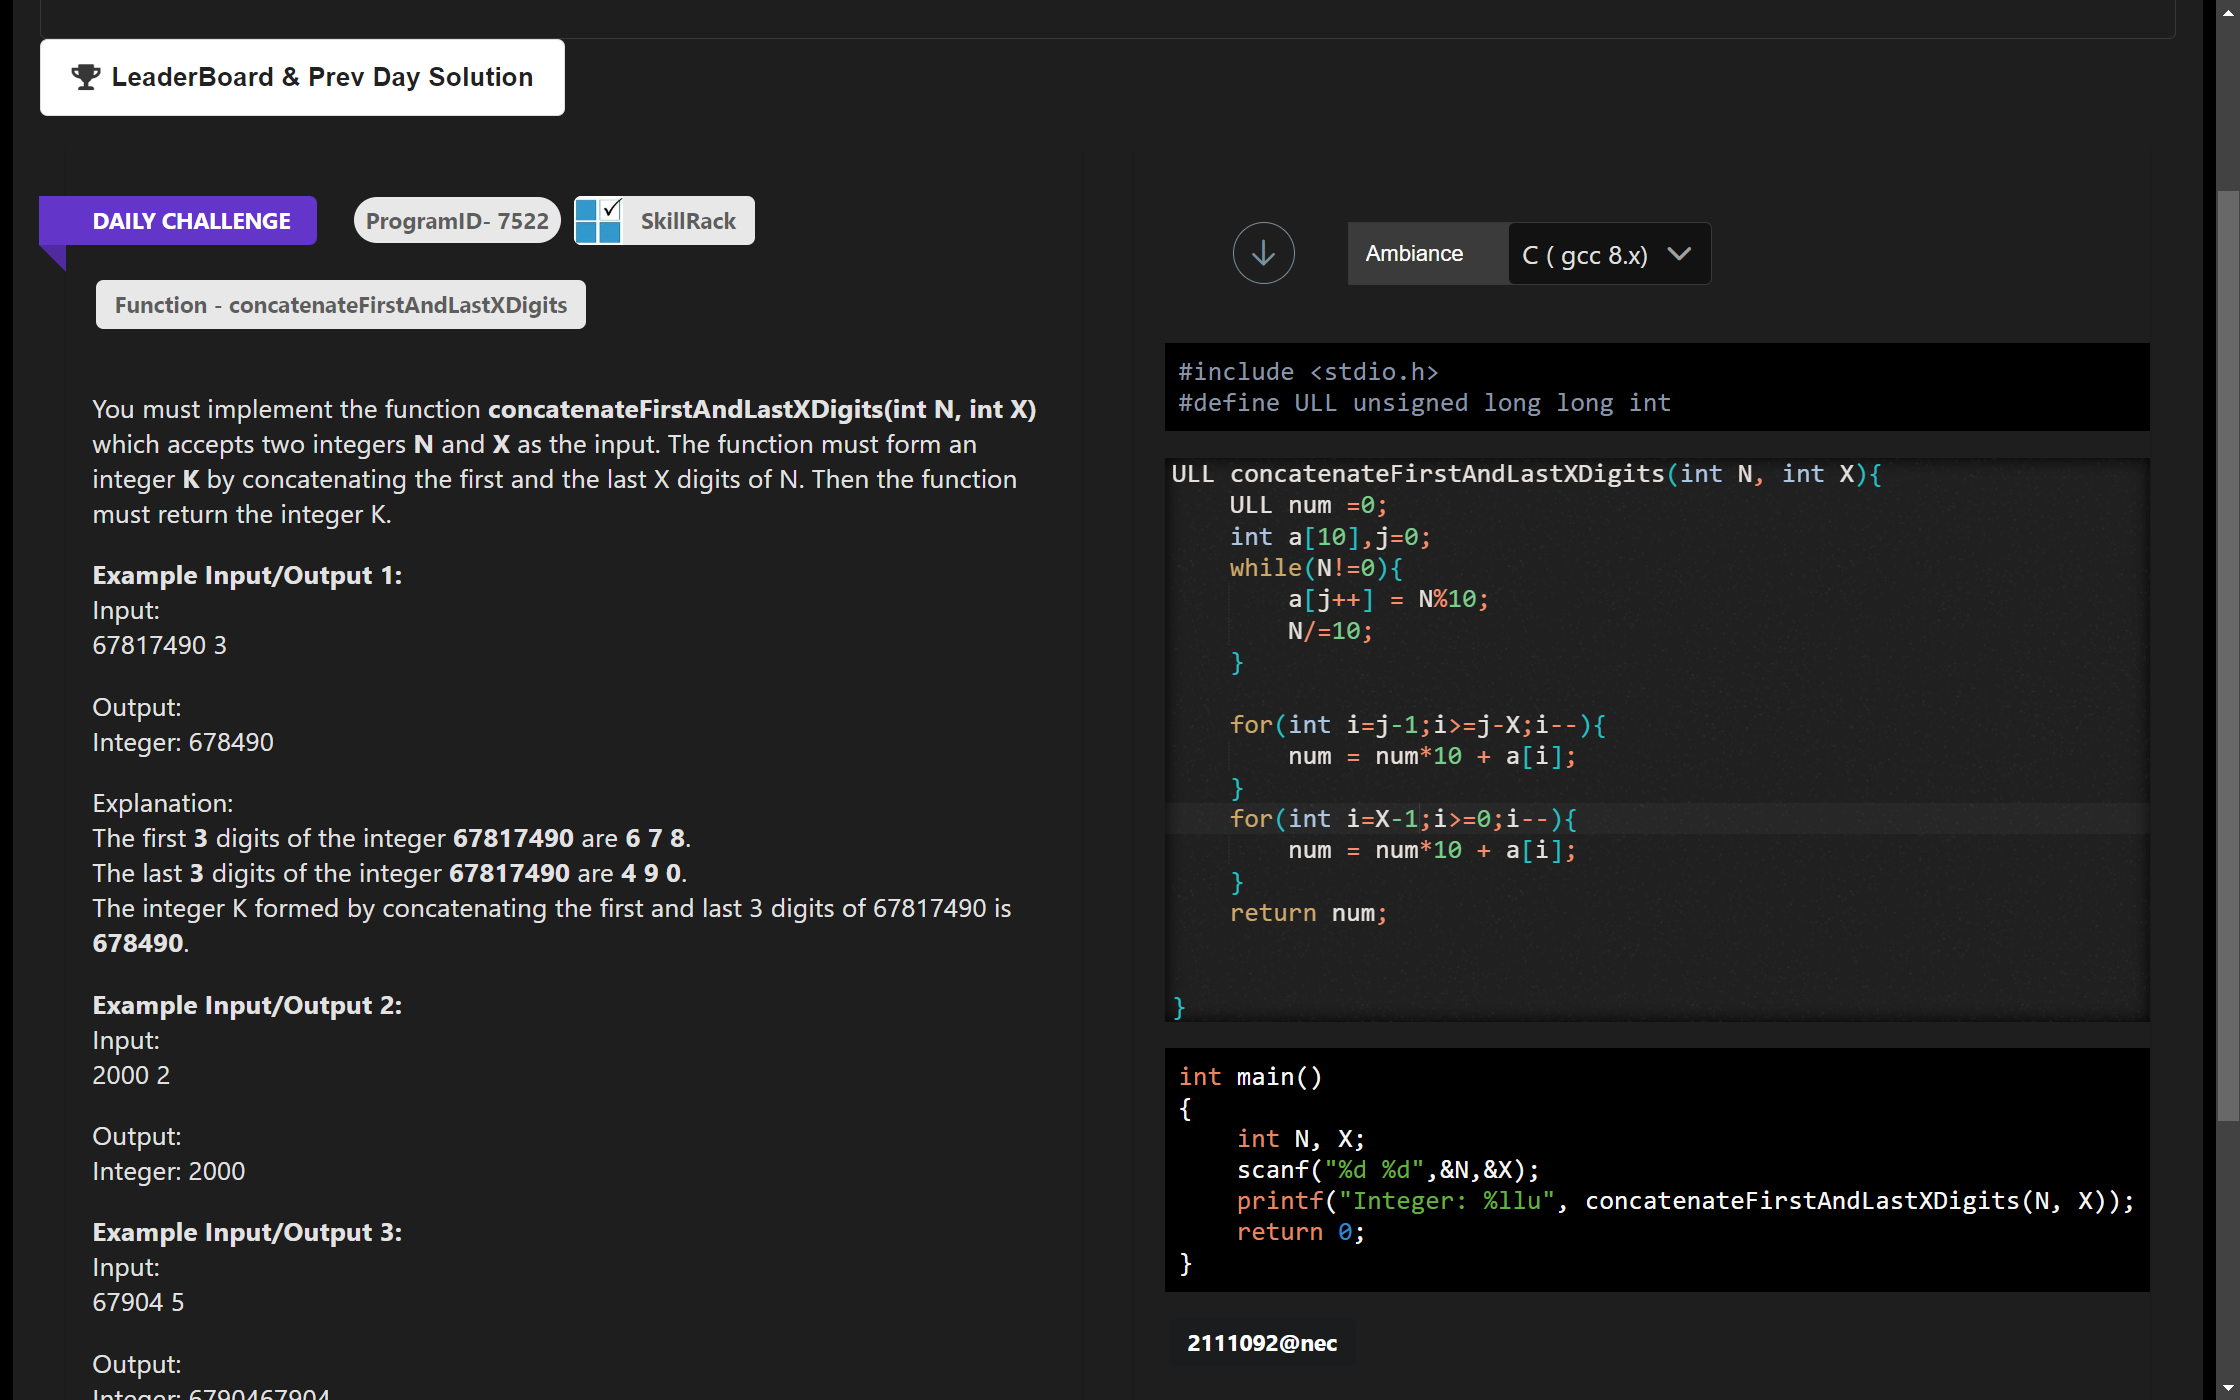 LeaderBoard & Prev Day Solution
DAILY CHALLENGE
ProgramID- 7522
SkillRack
Function - concatenateFirstAndLastXDigits
You must implement the function concatenateFirstAndLastXDigits(int N, int X)
which accepts two integers N and X as the input. The function must form an
integer K by concatenating the first and the last X digits of N. Then the function
must return the integer K.
Example Input/Output 1:
Input:
67817490 3
Output:
Integer: 678490
Explanation:
The first 3 digits of the integer 67817490 are 6 7 8.
The last 3 digits of the integer 67817490 are 4 9 0.
The integer K formed by concatenating the first and last 3 digits of 67817490 is
678490.
Example Input/Output 2:
Input:
2000 2
Output:
Integer: 2000
Example Input/Output 3:
Input:
67904 5
Output:
Integer: 6790467904
Ambiance
C ( gcc 8.x)
#include <stdio.h>
#define ULL unsigned long long int
ULL concatenateFirstAndLastXDigits(int N, int X){
    ULL num =0;
    int a[10],j=0;
    while(N!=0){
        a[j++] = N%10;
        N/=10;
    }
    for(int i=j-1;i>=j-X;i--){
        num = num*10 + a[i];
    }
    for(int i=X-1;i>=0;i--){
        num = num*10 + a[i];
    }
    return num;
}
int main()
{
    int N, X;
    scanf("%d %d",&N,&X);
    printf("Integer: %llu", concatenateFirstAndLastXDigits(N, X));
    return 0;
}
2111092@nec